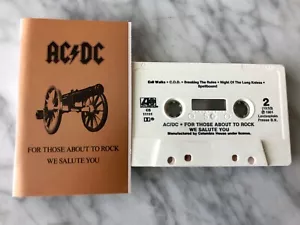 AC⚡DC
FOR THOSE ABOUT TO ROCK
WE SALUTE YOU
Evil Walks • C.O.D. • Breaking The Rules • Night Of The Long Knives •
Spellbound
2
1981
AC/DC • FOR THOSE ABOUT TO ROCK
WE SALUTE YOU
Manufactured by Columbia House under license.